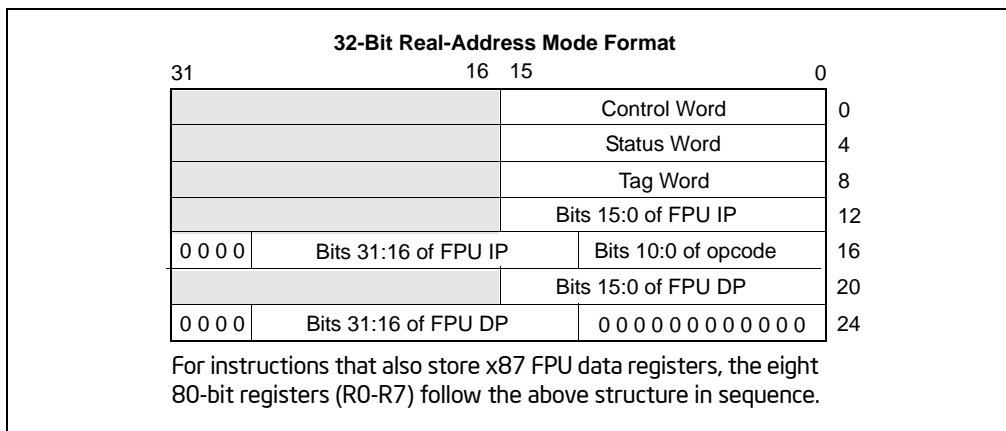 32-Bit Real-Address Mode Format
31 16 15 0
Control Word 0
Status Word 4
Tag Word 8
Bits 15:0 of FPU IP 12
0 0 0 0 Bits 31:16 of FPU IP Bits 10:0 of opcode 16
Bits 15:0 of FPU DP 20
0 0 0 0 Bits 31:16 of FPU DP 0 0 0 0 0 0 0 0 0 0 0 0 24
For instructions that also store x87 FPU data registers, the eight
80-bit registers (R0-R7) follow the above structure in sequence.